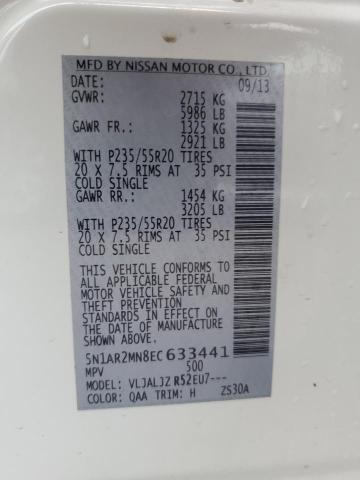 MFD BY NISSAN MOTOR CO., LTD.
DATE: 09/13
GVWR: 2715 KG
5986 LB
GAWR FR.: 1325 KG
2921 LB
WITH P235/55R20 TIRES
20 X 7.5 RIMS AT 35 PSI
COLD SINGLE
GAWR RR.: 1454 KG
3205 LB
WITH P235/55R20 TIRES
20 X 7.5 RIMS AT 35 PSI
COLD SINGLE
THIS VEHICLE CONFORMS TO
ALL APPLICABLE FEDERAL
MOTOR VEHICLE SAFETY AND
THEFT PREVENTION
STANDARDS IN EFFECT ON
THE DATE OF MANUFACTURE
SHOWN ABOVE.
5N1AR2MN8EC 633441
MPV 500
MODEL: VLJALJZ R52EU7---
COLOR: QAA TRIM: H ZS30A